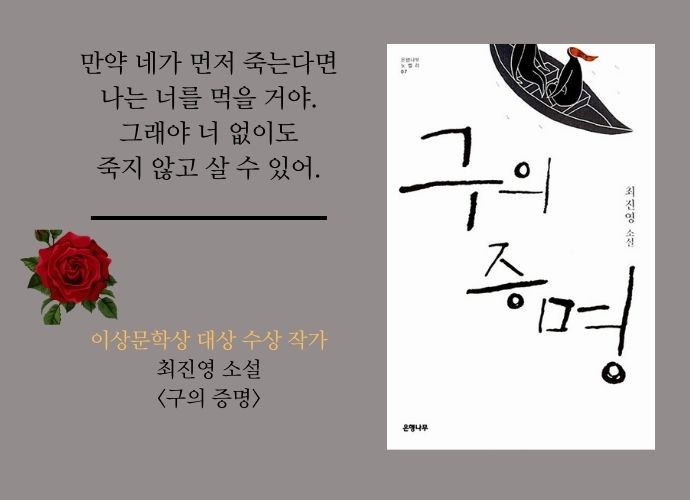 만약 네가 먼저 죽는다면
나는 너를 먹을 거야.
그래야 너 없이도
죽지 않고 살 수 있어.
이상문학상 대상 수상 작가
최진영 소설
〈구의 증명〉
은행나무
노벨라
07
구의
증명
최진영 소설
은행나무